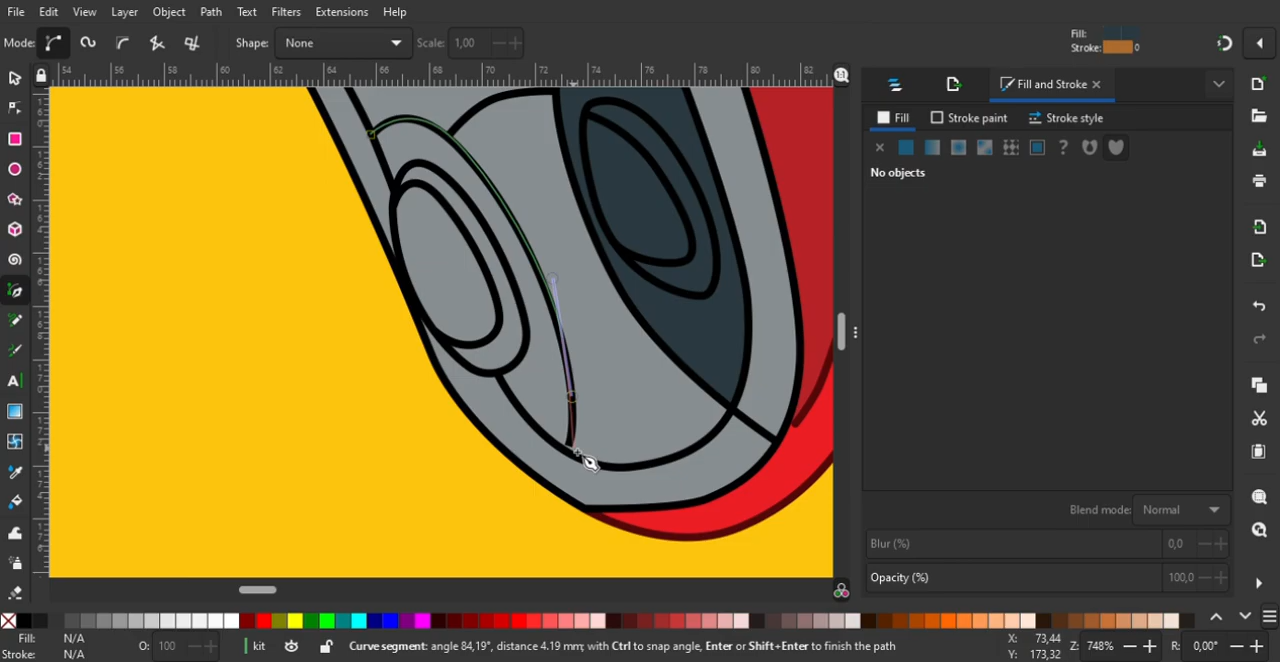 File Edit View Layer Object Path Text Filters Extensions Help
Mode: Shape: None Scale: 1,00 Fill:
Stroke: 0
54 56 58 60 62 64 66 68 70 72 74 76 78 80 82
Fill and Stroke
Fill Stroke paint Stroke style
No objects
Blend mode: Normal
Blur (%) 0,0
Opacity (%) 100,0
Fill: N/A O: 100 kit Curve segment: angle 84,19°, distance 4.19 mm; with Ctrl to snap angle, Enter or Shift+Enter to finish the path X: 73,44 Z: 748% R: 0,00°
Stroke: N/A Y: 173,32